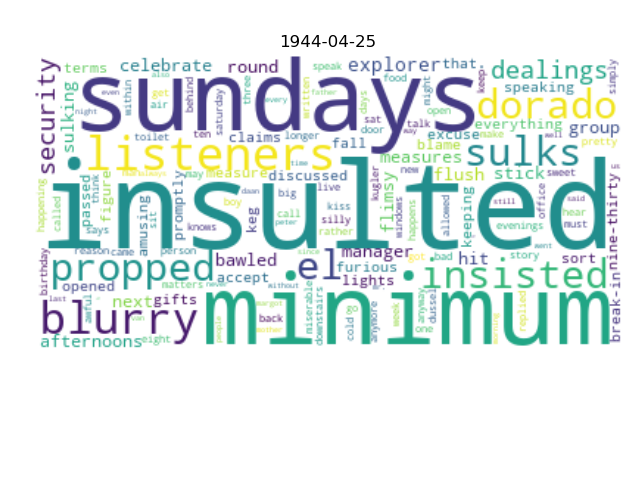 1944-04-25
security
terms
celebrate
round
speak
explorer
that
dealings
simply
sundays
even
also
get
air
within
behind
saturday
three
every
written
food
father
days
might
open
keep
speaking
dorado
sulking
night
toilet
ten
claims
longer
fall
sat
door
talk
way
excuse
make
everything
group
well
pretty
listeners
time
blame
sulks
measures
insulted
happening
called
passed
think
figure
says
amusing
sit
may
promptly
measure
discussed
boy
knows
keg
daan
big
call
peter
live
kiss
silly
rather
kugler
flimsy
windows
new
happens
allowed
flush
keeping
stick
still
evenings
office
sweet
said
hear
must
us
nine-thirty
birthday
reason
came
person
propped
bawled
el
manager
furious
lights
got
bad
hit
went
story
sort
insisted
opened
matters
never
accept
since
without
last
awful
next
gifts
blurry
van
back
people
margot
mother
minimum
miserable
downstairs
cold
go
anymore
week
anyway
one
dussel
morning
replied
break-in
afternoons
eight